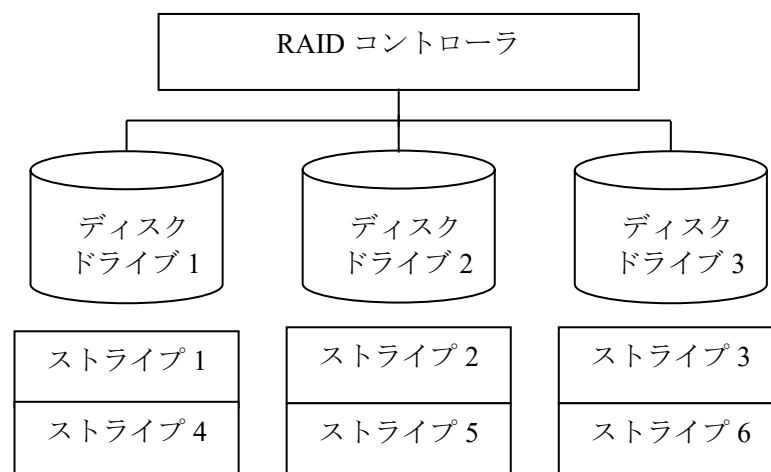 RAID コントローラ
ディスク
ドライブ 1
ディスク
ドライブ 2
ディスク
ドライブ 3
ストライプ 1
ストライプ 2
ストライプ 3
ストライプ 4
ストライプ 5
ストライプ 6